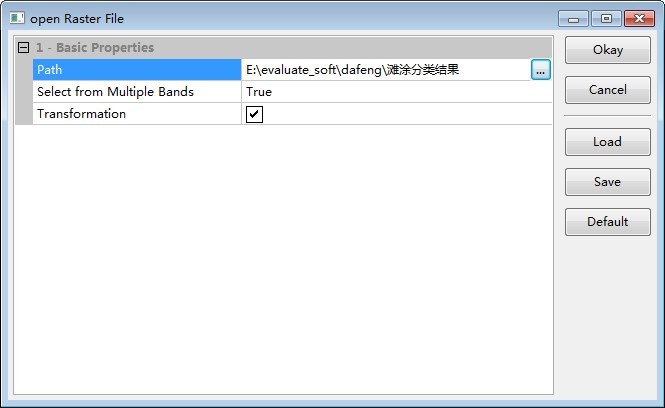 open Raster File
1 - Basic Properties
Path E:\evaluate_soft\dafeng\滩涂分类结果 ...
Select from Multiple Bands True
Transformation
Okay
Cancel
Load
Save
Default